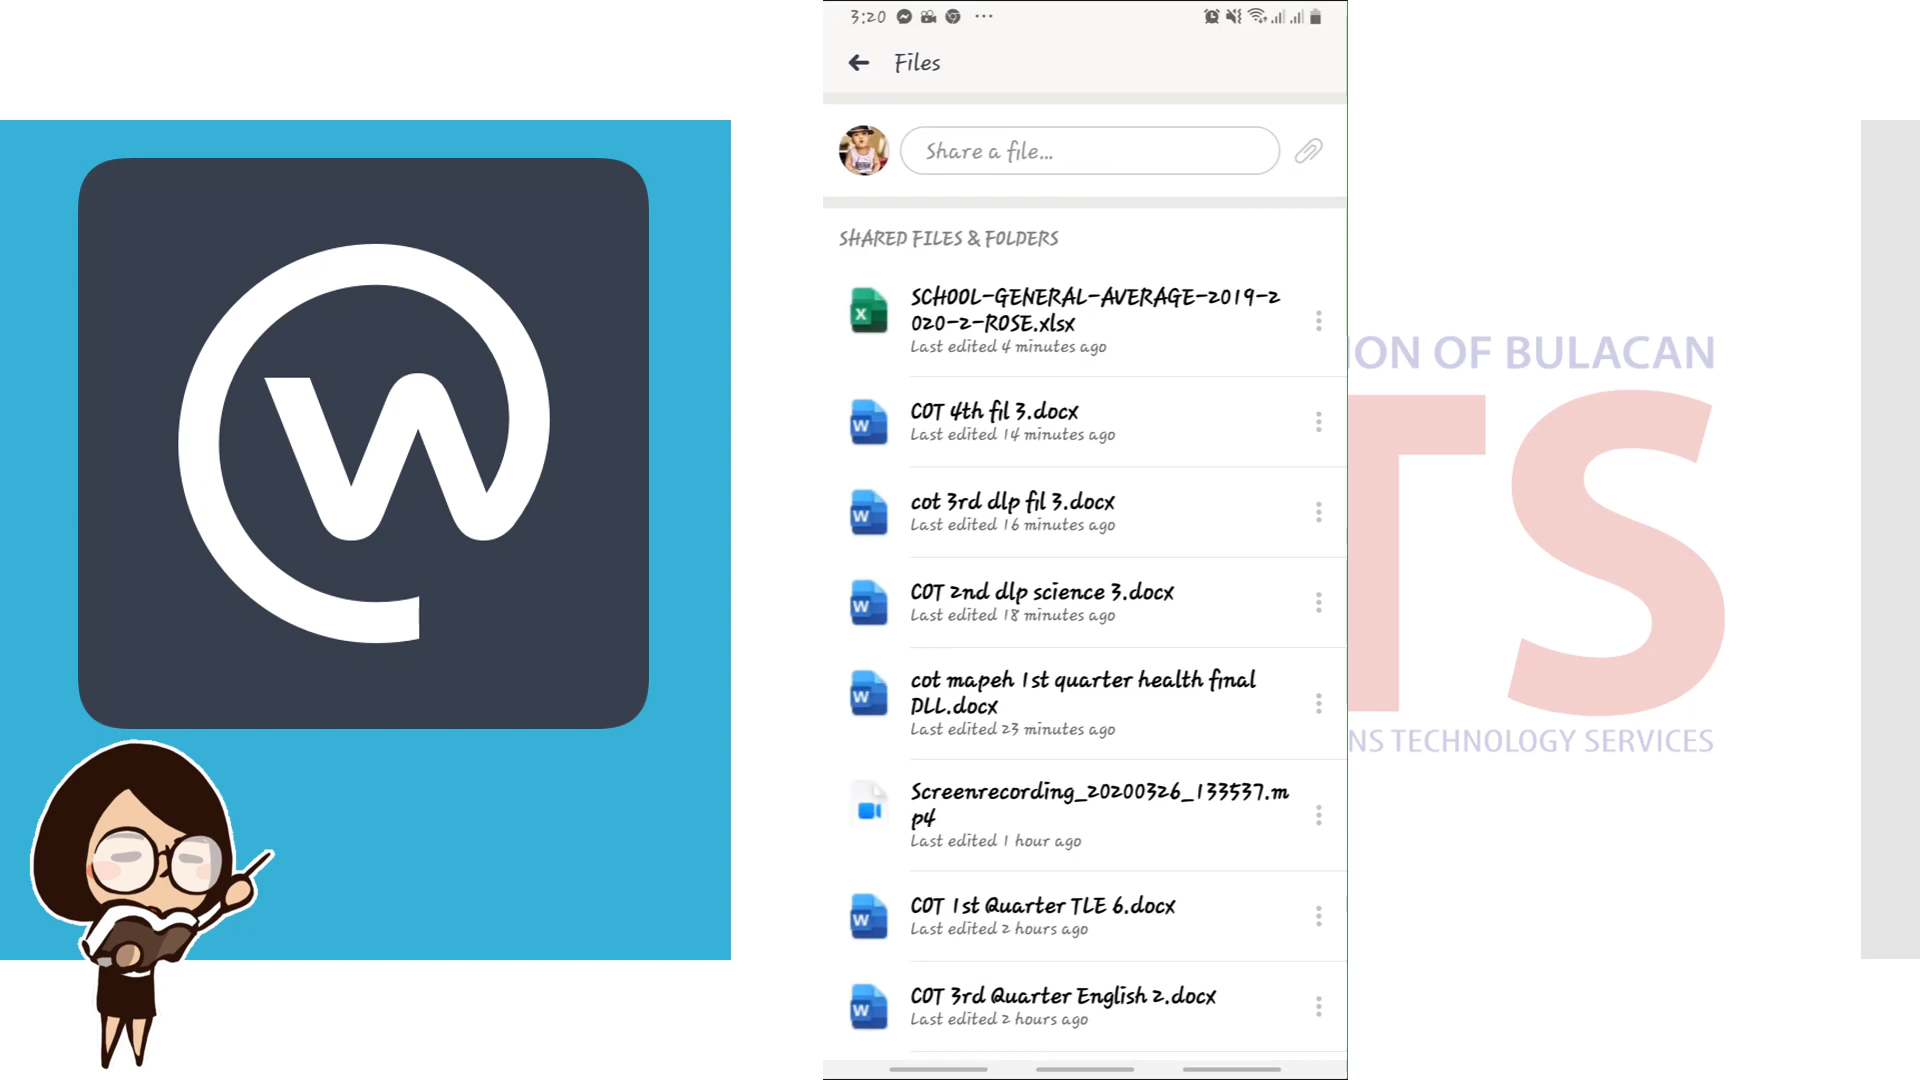 3:20
Files
Share a file...
SHARED FILES & FOLDERS
SCHOOL-GENERAL-AVERAGE-2019-2
020-2-ROSE.xlsx
Last edited 4 minutes ago
COT 4th fil 3.docx
Last edited 14 minutes ago
cot 3rd dlp fil 3.docx
Last edited 16 minutes ago
COT 2nd dlp science 3.docx
Last edited 18 minutes ago
cot mapeh 1st quarter health final
DLL.docx
Last edited 23 minutes ago
Screenrecording_20200326_133537.m
p4
Last edited 1 hour ago
COT 1st Quarter TLE 6.docx
Last edited 2 hours ago
COT 3rd Quarter English 2.docx
Last edited 2 hours ago
ION OF BULACAN
TS
NS TECHNOLOGY SERVICES
W
X
W
W
W
W
W
W